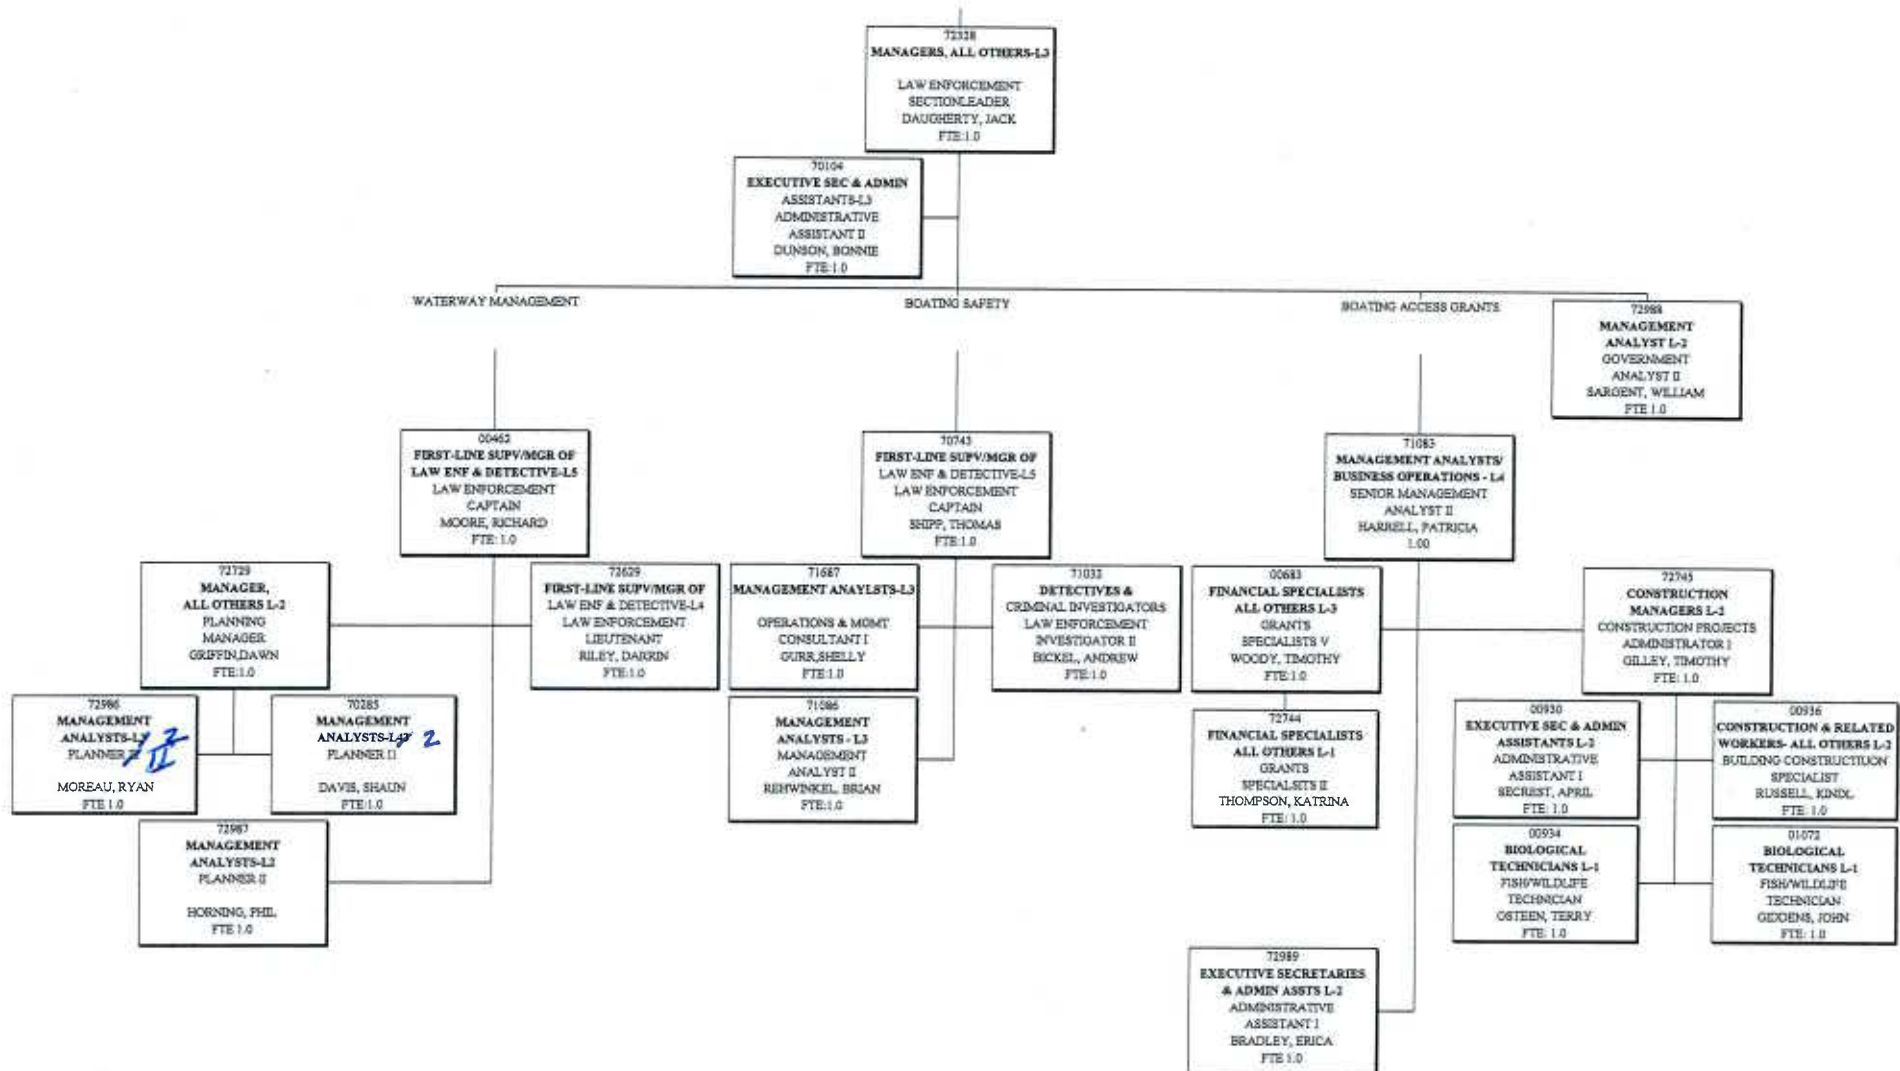 72328
MANAGERS, ALL OTHERS-L3
LAW ENFORCEMENT
SECTIONLEADER
DAUGHERTY, JACK
FTE:1.0
70104
EXECUTIVE SEC & ADMIN
ASSISTANTS-L3
ADMINISTRATIVE
ASSISTANT II
DUNSON, BONNIE
FTE:1.0
WATERWAY MANAGEMENT
BOATING SAFETY
BOATING ACCESS GRANTS
72988
MANAGEMENT
ANALYST L-2
GOVERNMENT
ANALYST II
SARGENT, WILLIAM
FTE 1.0
00462
FIRST-LINE SUPV/MGR OF
LAW ENF & DETECTIVE-L5
LAW ENFORCEMENT
CAPTAIN
MOORE, RICHARD
FTE: 1.0
70743
FIRST-LINE SUPV/MGR OF
LAW ENF & DETECTIVE-L5
LAW ENFORCEMENT
CAPTAIN
SHIPP, THOMAS
FTE:1.0
71083
MANAGEMENT ANALYSTS/
BUSINESS OPERATIONS - L4
SENIOR MANAGEMENT
ANALYST II
HARRELL, PATRICIA
1.00
72729
MANAGER,
ALL OTHERS L-2
PLANNING
MANAGER
GRIFFIN,DAWN
FTE:1.0
72629
FIRST-LINE SUPV/MGR OF
LAW ENF & DETECTIVE-L4
LAW ENFORCEMENT
LIEUTENANT
RILEY, DARRIN
FTE:1.0
71687
MANAGEMENT ANAYLSTS-L3
OPERATIONS & MGMT
CONSULTANT I
GURR,SHELLY
FTE:1.0
71032
DETECTIVES &
CRIMINAL INVESTIGATORS
LAW ENFORCEMENT
INVESTIGATOR II
BICKEL, ANDREW
FTE:1.0
00683
FINANCIAL SPECIALISTS
ALL OTHERS L-3
GRANTS
SPECIALISTS V
WOODY, TIMOTHY
FTE:1.0
72745
CONSTRUCTION
MANAGERS L-2
CONSTRUCTION PROJECTS
ADMINISTRATOR I
GILLEY, TIMOTHY
FTE: 1.0
72986
MANAGEMENT
ANALYSTS-L 2
PLANNER II
MOREAU, RYAN
FTE 1.0
70285
MANAGEMENT
ANALYSTS-L 2
PLANNER II
DAVIS, SHAUN
FTE:1.0
71086
MANAGEMENT
ANALYSTS - L3
MANAGEMENT
ANALYST II
REHWINKEL, BRIAN
FTE:1.0
72744
FINANCIAL SPECIALISTS
ALL OTHERS L-1
GRANTS
SPECIALSITS II
THOMPSON, KATRINA
FTE: 1.0
00930
EXECUTIVE SEC & ADMIN
ASSISTANTS L-2
ADMINISTRATIVE
ASSISTANT I
SECREST, APRIL
FTE: 1.0
00936
CONSTRUCTION & RELATED
WORKERS- ALL OTHERS L-2
BUILDING CONSTRUCTIUON
SPECIALIST
RUSSELL, KINDL
FTE: 1.0
72987
MANAGEMENT
ANALYSTS-L2
PLANNER II
HORNING, PHIL
FTE 1.0
00934
BIOLOGICAL
TECHNICIANS L-1
FISH/WILDLIFE
TECHNICIAN
OSTEEN, TERRY
FTE: 1.0
01072
BIOLOGICAL
TECHNICIANS L-1
FISH/WILDLIFE
TECHNICIAN
GIDDENS, JOHN
FTE: 1.0
72989
EXECUTIVE SECRETARIES
& ADMIN ASSTS L-2
ADMINISTRATIVE
ASSISTANT I
BRADLEY, ERICA
FTE 1.0